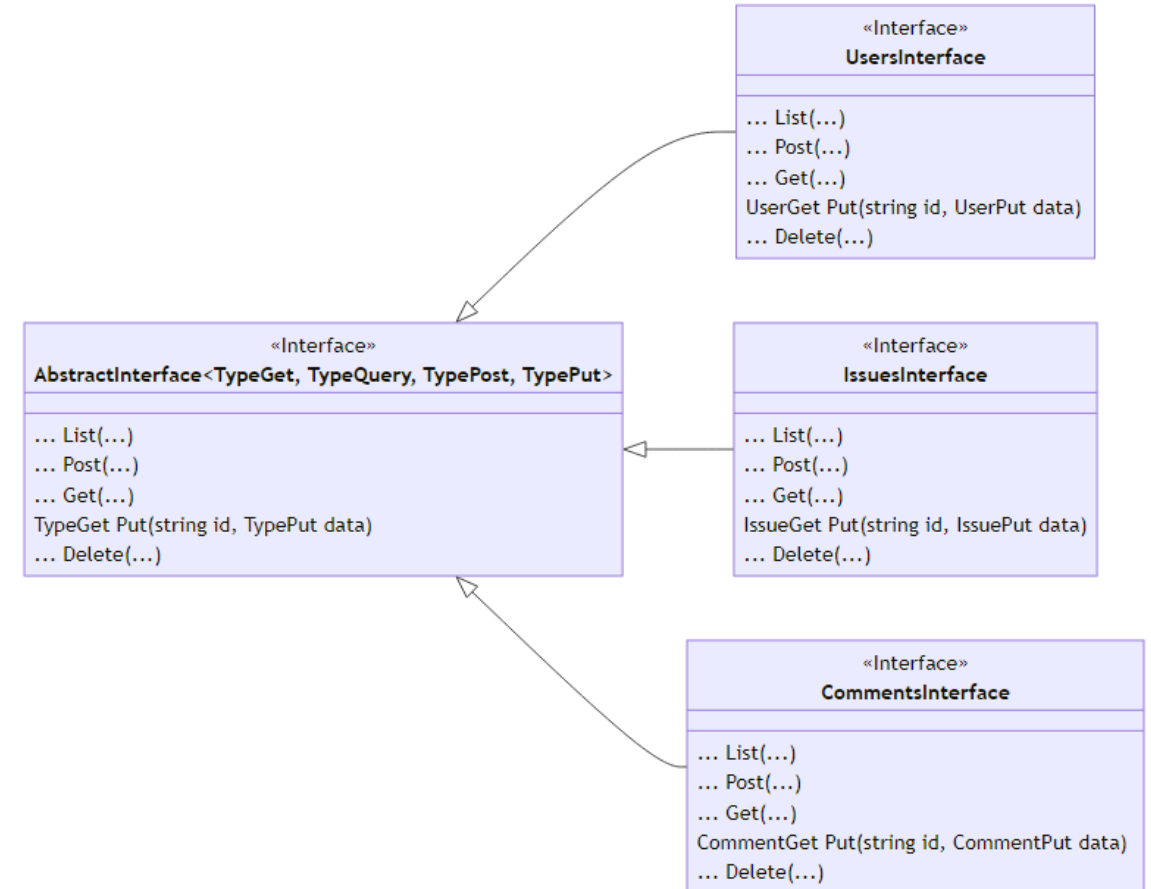 «Interface»
UsersInterface
... List(...)
... Post(...)
... Get(...)
UserGet Put(string id, UserPut data)
... Delete(...)
«Interface»
AbstractInterface<TypeGet, TypeQuery, TypePost, TypePut>
... List(...)
... Post(...)
... Get(...)
TypeGet Put(string id, TypePut data)
... Delete(...)
«Interface»
IssuesInterface
... List(...)
... Post(...)
... Get(...)
IssueGet Put(string id, IssuePut data)
... Delete(...)
«Interface»
CommentsInterface
... List(...)
... Post(...)
... Get(...)
CommentGet Put(string id, CommentPut data)
... Delete(...)